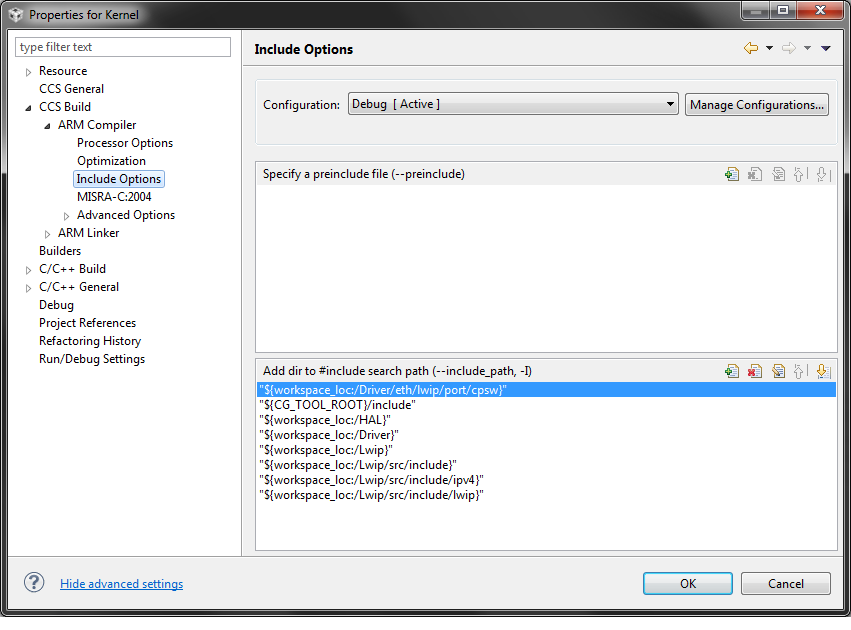 Properties for Kernel
type filter text
Resource
CCS General
CCS Build
ARM Compiler
Processor Options
Optimization
Include Options
MISRA-C:2004
Advanced Options
ARM Linker
Builders
C/C++ Build
C/C++ General
Debug
Project References
Refactoring History
Run/Debug Settings
Include Options
Configuration: Debug [ Active ] Manage Configurations...
Specify a preinclude file (--preinclude)
Add dir to #include search path (--include_path, -I)
"${workspace_loc:/Driver/eth/lwip/port/cpsw}"
"${CG_TOOL_ROOT}/include"
"${workspace_loc:/HAL}"
"${workspace_loc:/Driver}"
"${workspace_loc:/Lwip}"
"${workspace_loc:/Lwip/src/include}"
"${workspace_loc:/Lwip/src/include/ipv4}"
"${workspace_loc:/Lwip/src/include/lwip}"
? Hide advanced settings OK Cancel